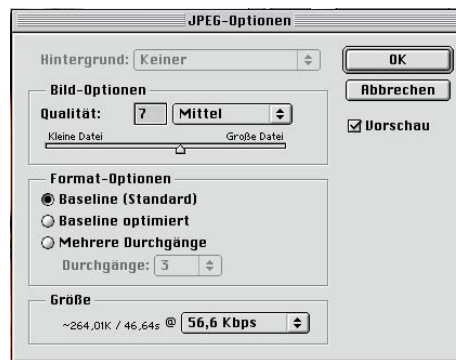 JPEG-Optionen
Hintergrund: Keiner
OK
Bild-Optionen
Abbrechen
Qualität: 7 Mittel
Vorschau
Kleine Datei Große Datei
Format-Optionen
Baseline (Standard)
Baseline optimiert
Mehrere Durchgänge
Durchgänge: 3
Größe
~264,01K / 46,64s @ 56,6 Kbps